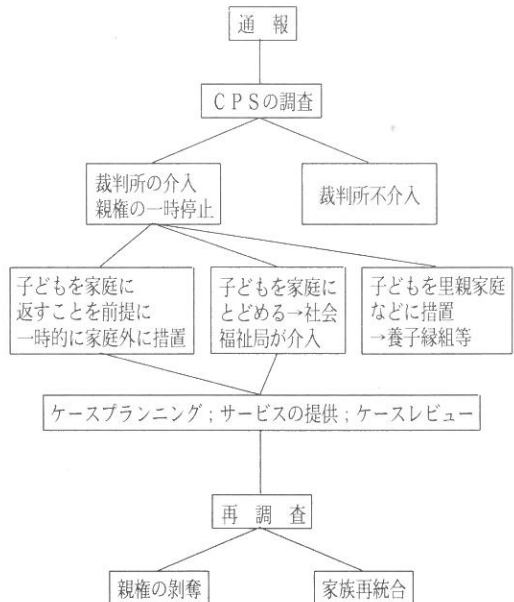 通報
CPSの調査
裁判所の介入
親権の一時停止
裁判所不介入
子どもを家庭に
返すことを前提に
一時的に家庭外に措置
子どもを家庭に
とどめる→社会
福祉局が介入
子どもを里親家庭
などに措置
→養子縁組等
ケースプランニング；サービスの提供；ケースレビュー
再調査
親権の剝奪
家族再統合